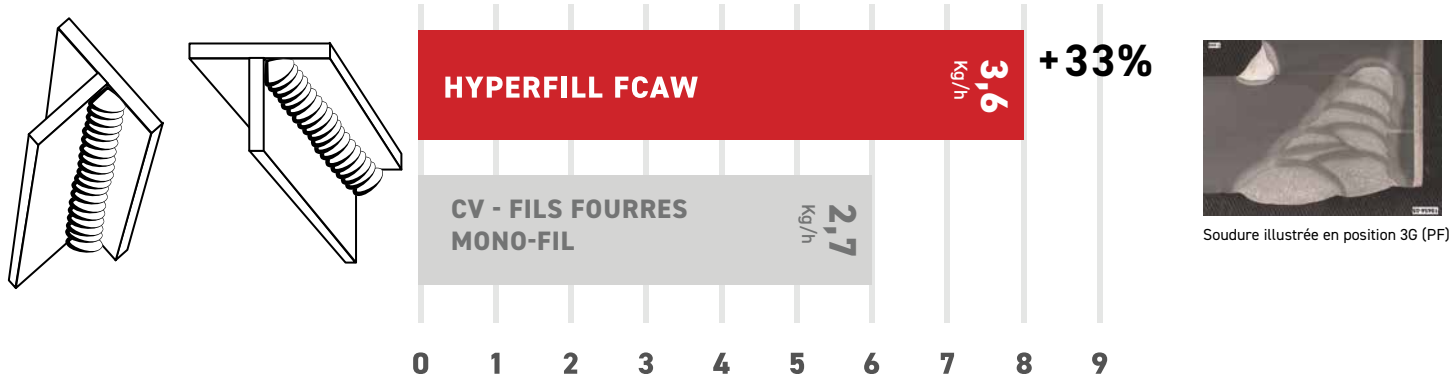 HYPERFILL FCAW
3,6
Kg/h
+33%
CV - FILS FOURRES
MONO-FIL
2,7
Kg/h
0 1 2 3 4 5 6 7 8 9
Soudure illustrée en position 3G (PF)